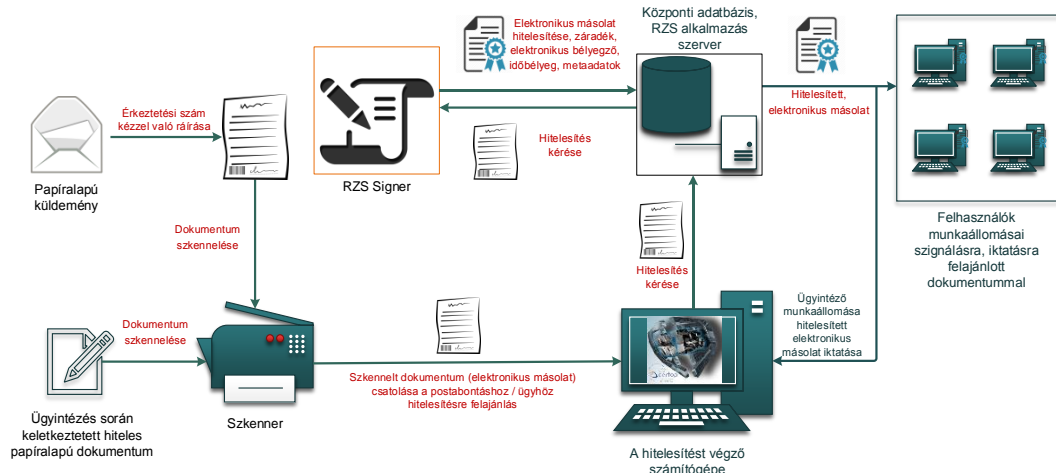 Papíralapú
küldemény
Érkeztetési szám
kézzel való ráírása
RZS Signer
Elektronikus másolat
hitelesítése, záradék,
elektronikus bélyegző,
időbélyeg, metaadatok
Hitelesítés
kérése
Központi adatbázis,
RZS alkalmazás
szerver
Hitelesített,
elektronikus másolat
Felhasználók
munkaállomásai
szignálásra, iktatásra
felajánlott
dokumentummal
Dokumentum
szkennelése
Dokumentum
szkennelése
Ügyintézés során
keletkeztetett hiteles
papíralapú dokumentum
Szkenner
Szkennelt dokumentum (elektronikus másolat)
csatolása a postabontáshoz / ügyhöz
hitelesítésre felajánlás
Hitelesítés
kérése
Ügyintéző
munkaállomása
hitelesített
elektronikus
másolat iktatása
A hitelesítést végző
számítógépe